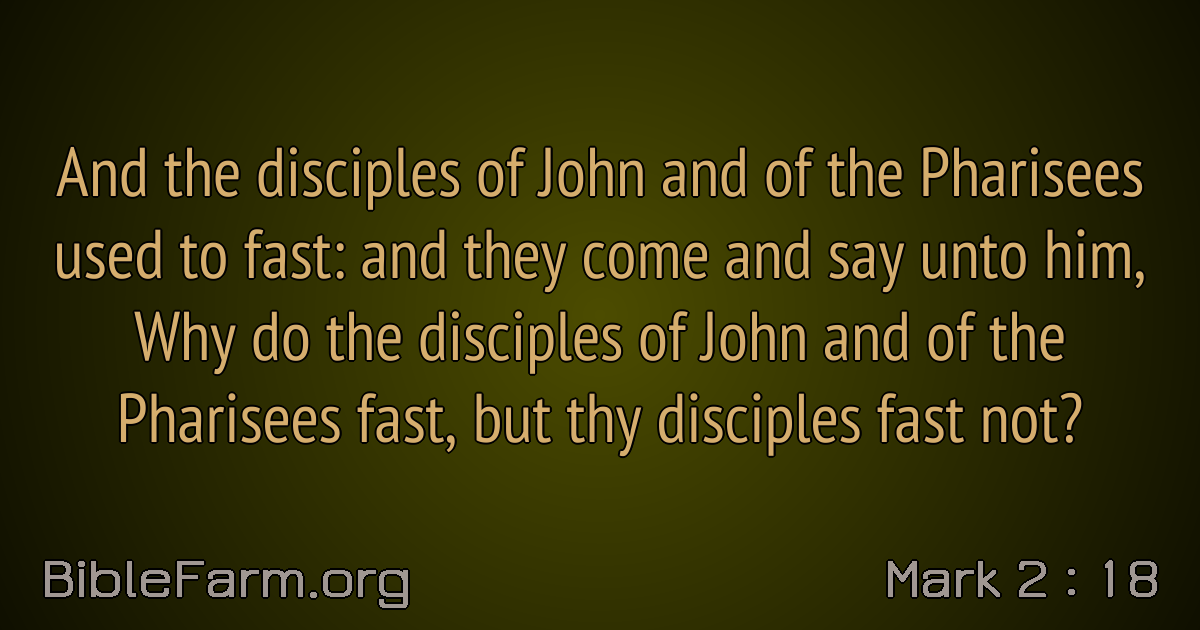 And the disciples of John and of the Pharisees
used to fast: and they come and say unto him,
Why do the disciples of John and of the
Pharisees fast, but thy disciples fast not?
BibleFarm.org
Mark 2 : 18